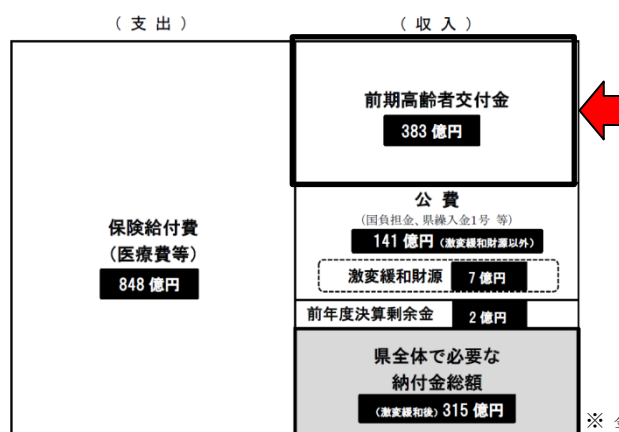 （支出）
（収入）
前期高齢者交付金
383 億円
公 費
(国負担金、県繰入金1号 等)
141 億円（激変緩和財源以外）
激変緩和財源 7 億円
前年度決算剰余金 2 億円
保険給付費
（医療費等）
848 億円
県全体で必要な
納付金総額
（激変緩和後）315 億円
※